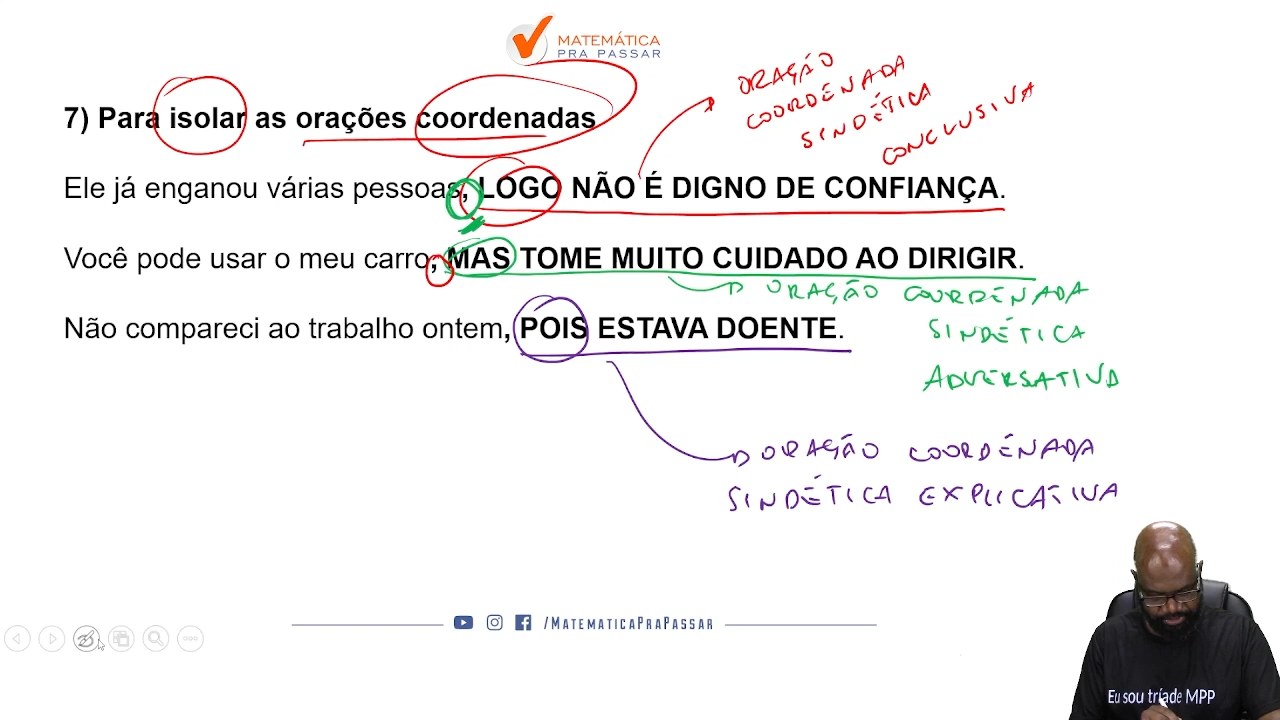 MATEMÁTICA
PRA PASSAR
7) Para isolar as orações coordenadas
ORAÇÃO
COORDENADA
SINDÉTICA
CONCLUSIVA
Ele já enganou várias pessoas, LOGO NÃO É DIGNO DE CONFIANÇA.
Você pode usar o meu carro, MAS TOME MUITO CUIDADO AO DIRIGIR.
ORAÇÃO COORDENADA
SINDÉTICA
ADVERSATIVA
Não compareci ao trabalho ontem, POIS ESTAVA DOENTE.
ORAÇÃO COORDENADA
SINDÉTICA EXPLICATIVA
/MATEMATICAPRAPASSAR
Eu sou tríade MPP